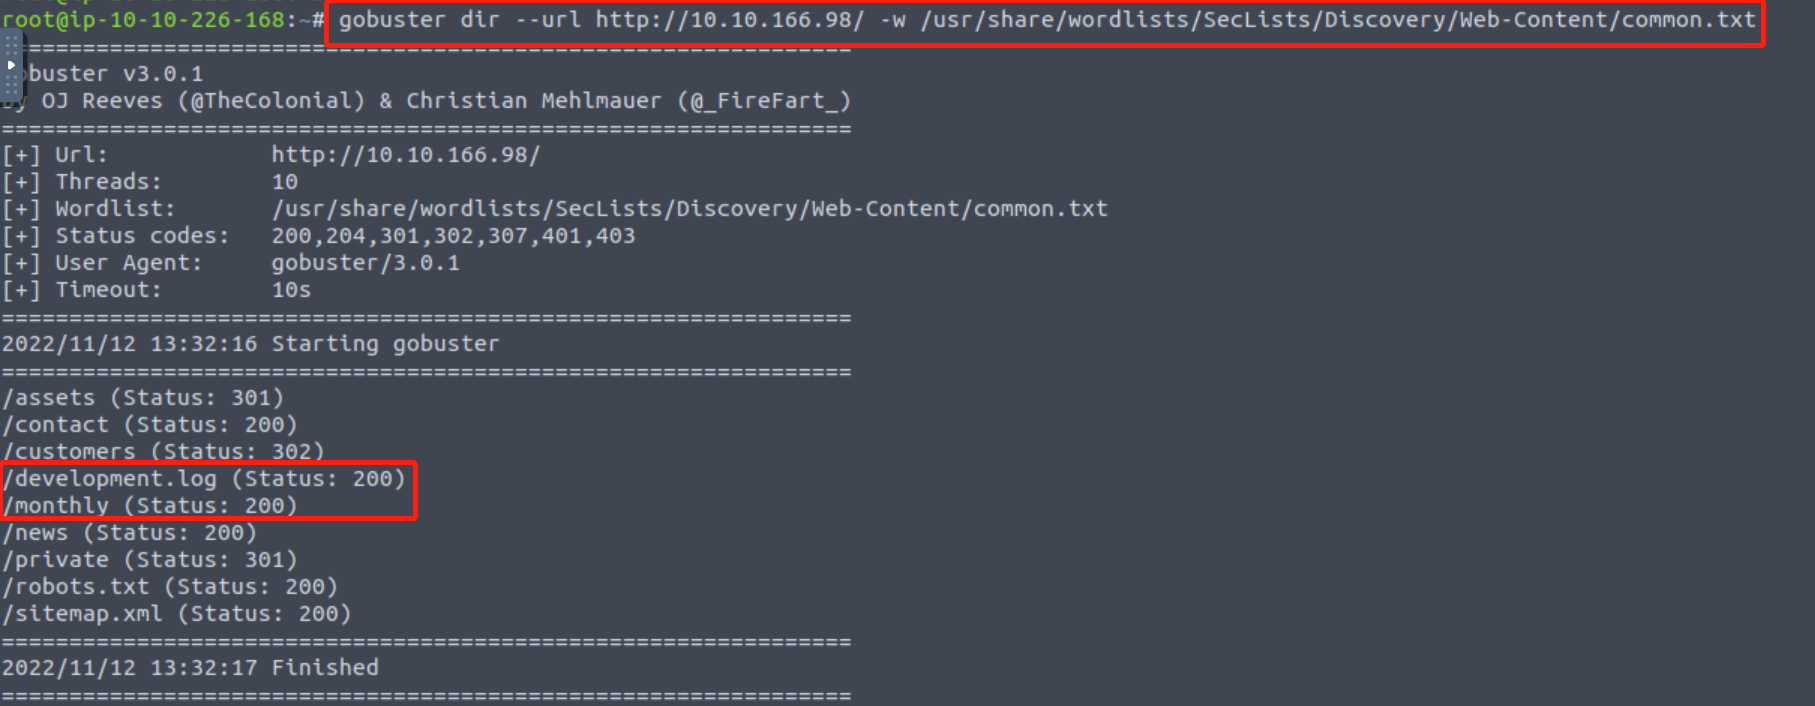 root@ip-10-10-226-168:~# gobuster dir --url http://10.10.166.98/ -w /usr/share/wordlists/SecLists/Discovery/Web-Content/common.txt
===============================================================
obuster v3.0.1
by OJ Reeves (@TheColonial) & Christian Mehlmauer (@_FireFart_)
===============================================================
[+] Url:            http://10.10.166.98/
[+] Threads:        10
[+] Wordlist:       /usr/share/wordlists/SecLists/Discovery/Web-Content/common.txt
[+] Status codes:   200,204,301,302,307,401,403
[+] User Agent:     gobuster/3.0.1
[+] Timeout:        10s
===============================================================
2022/11/12 13:32:16 Starting gobuster
===============================================================
/assets (Status: 301)
/contact (Status: 200)
/customers (Status: 302)
/development.log (Status: 200)
/monthly (Status: 200)
/news (Status: 200)
/private (Status: 301)
/robots.txt (Status: 200)
/sitemap.xml (Status: 200)
===============================================================
2022/11/12 13:32:17 Finished
===============================================================